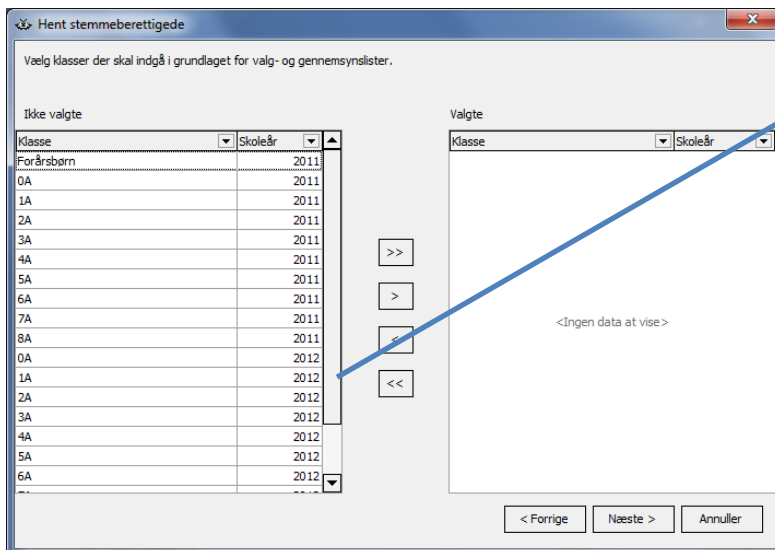 Hent stemmeberettigede
Vælg klasser der skal indgå i grundlaget for valg- og gennemsynslister.
Ikke valgte
Klasse Skoleår
Forårsbørn 2011
0A 2011
1A 2011
2A 2011
3A 2011
4A 2011
5A 2011
6A 2011
7A 2011
8A 2011
0A 2012
1A 2012
2A 2012
3A 2012
4A 2012
5A 2012
6A 2012
>>
>
<
<<
Valgte
Klasse Skoleår
<Ingen data at vise>
< Forrige Næste > Annuller